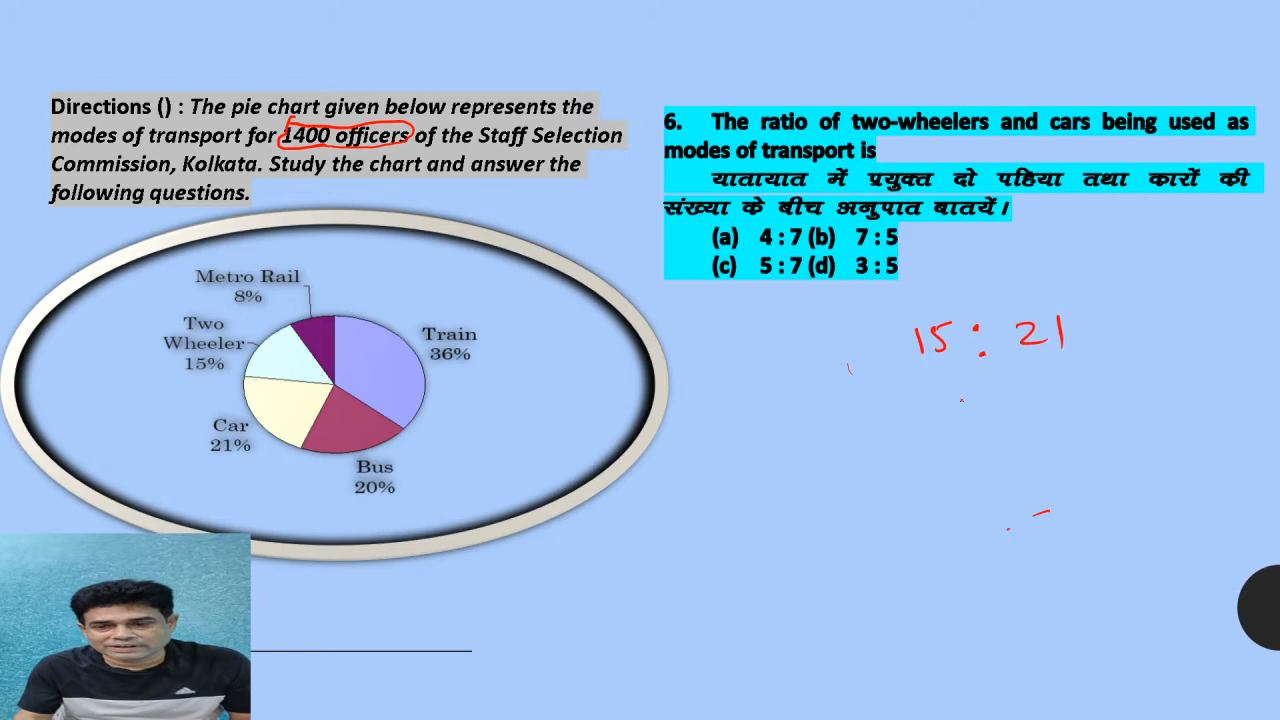 Directions () : The pie chart given below represents the
modes of transport for 1400 officers of the Staff Selection
Commission, Kolkata. Study the chart and answer the
following questions.
Metro Rail
8%
Two
Wheeler
15%
Train
36%
Car
21%
Bus
20%
6. The ratio of two-wheelers and cars being used as
modes of transport is
यातायात में प्रयुक्त दो पहिया तथा कारों की
संख्या के बीच अनुपात बातयें।
(a) 4 : 7 (b) 7 : 5
(c) 5 : 7 (d) 3 : 5
15 : 21